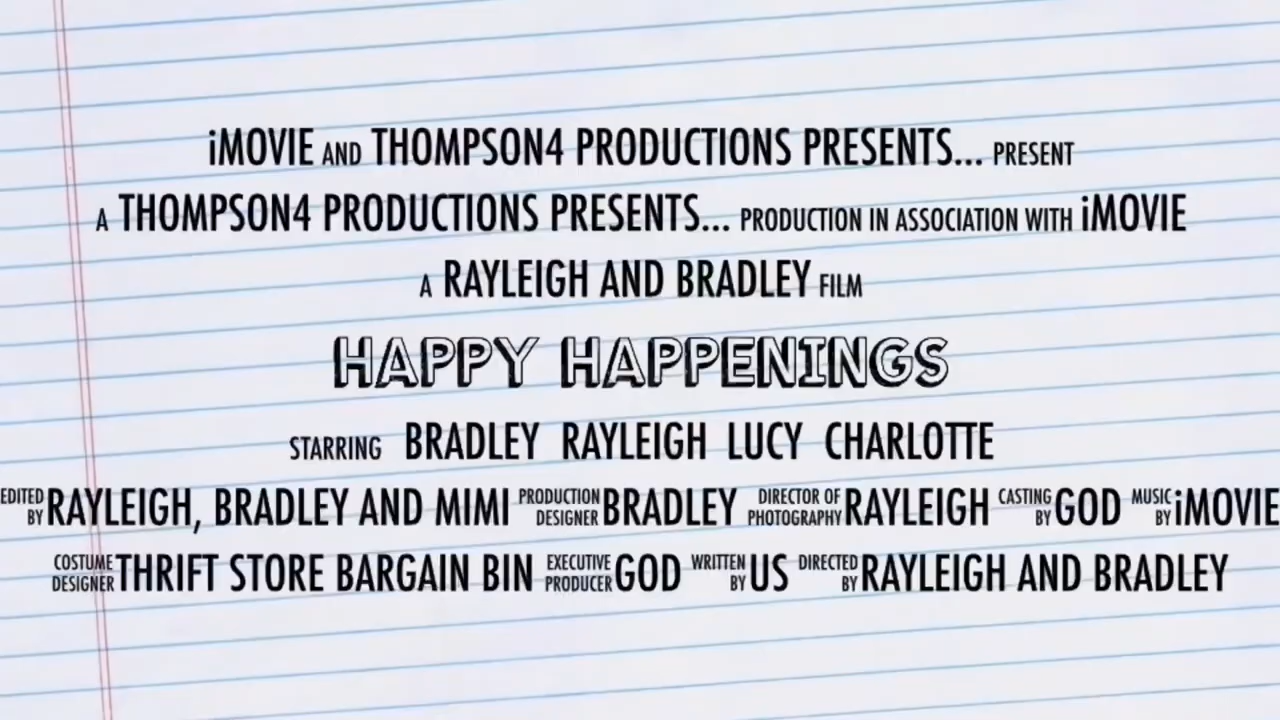 iMOVIE AND THOMPSON4 PRODUCTIONS PRESENTS... PRESENT
A THOMPSON4 PRODUCTIONS PRESENTS... PRODUCTION IN ASSOCIATION WITH iMOVIE
A RAYLEIGH AND BRADLEY FILM
HAPPY HAPPENINGS
STARRING BRADLEY RAYLEIGH LUCY CHARLOTTE
EDITED BY RAYLEIGH, BRADLEY AND MIMI PRODUCTION DESIGNER BRADLEY DIRECTOR OF PHOTOGRAPHY RAYLEIGH CASTING BY GOD MUSIC BY iMOVIE
COSTUME DESIGNER THRIFT STORE BARGAIN BIN EXECUTIVE PRODUCER GOD WRITTEN BY US DIRECTED BY RAYLEIGH AND BRADLEY